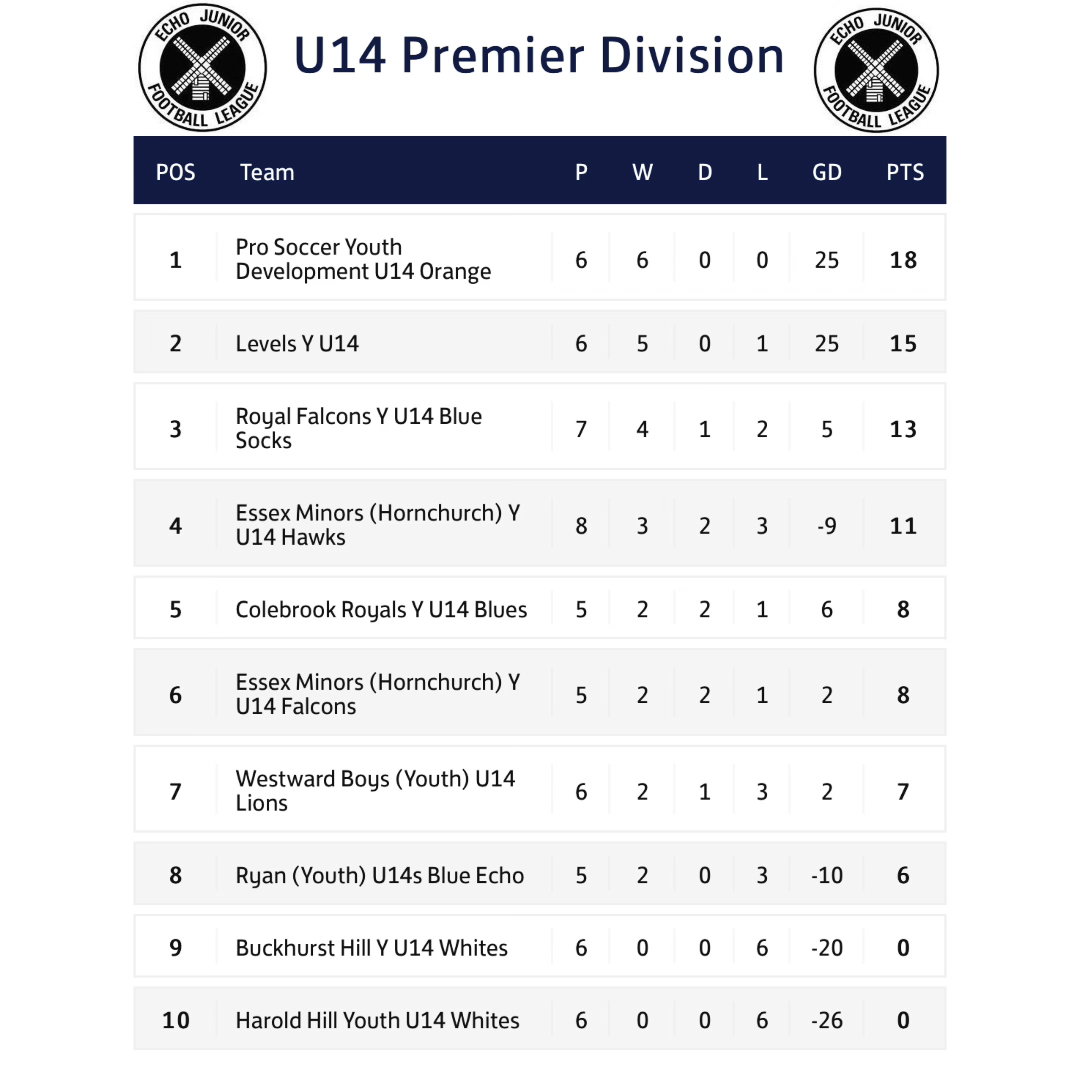 ECHO JUNIOR
FOOTBALL LEAGUE
U14 Premier Division
ECHO JUNIOR
FOOTBALL LEAGUE
POS Team P W D L GD PTS
1 Pro Soccer Youth
Development U14 Orange 6 6 0 0 25 18
2 Levels Y U14 6 5 0 1 25 15
3 Royal Falcons Y U14 Blue
Socks 7 4 1 2 5 13
4 Essex Minors (Hornchurch) Y
U14 Hawks 8 3 2 3 -9 11
5 Colebrook Royals Y U14 Blues 5 2 2 1 6 8
6 Essex Minors (Hornchurch) Y
U14 Falcons 5 2 2 1 2 8
7 Westward Boys (Youth) U14
Lions 6 2 1 3 2 7
8 Ryan (Youth) U14s Blue Echo 5 2 0 3 -10 6
9 Buckhurst Hill Y U14 Whites 6 0 0 6 -20 0
10 Harold Hill Youth U14 Whites 6 0 0 6 -26 0